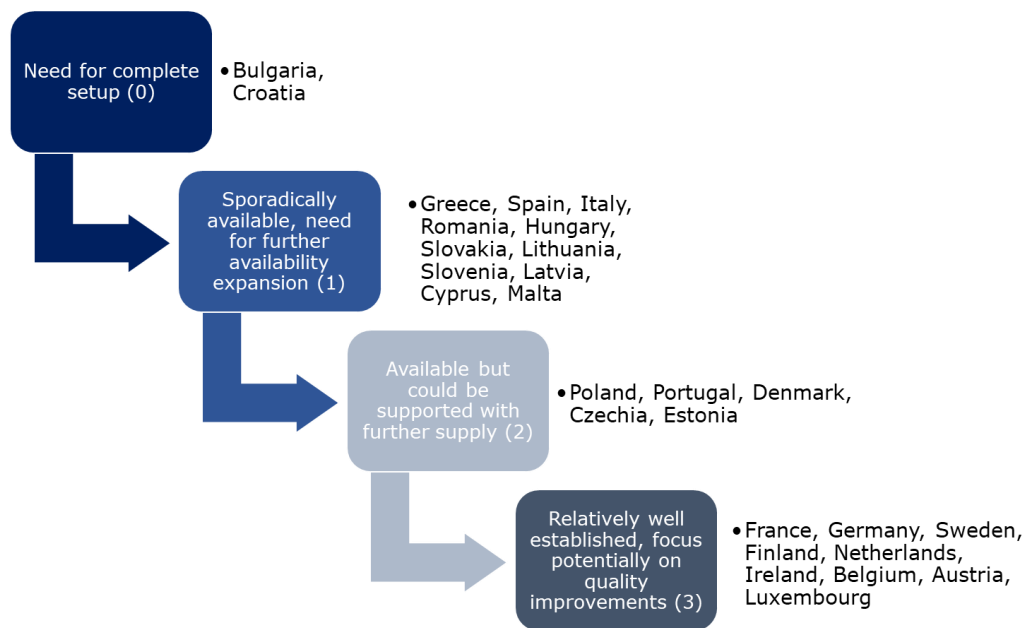 Need for complete
setup (0)
•Bulgaria,
Croatia
Sporadically
available, need
for further
availability
expansion (1)
•Greece, Spain, Italy,
Romania, Hungary,
Slovakia, Lithuania,
Slovenia, Latvia,
Cyprus, Malta
Available but
could be
supported with
further supply (2)
•Poland, Portugal, Denmark,
Czechia, Estonia
Relatively well
established, focus
potentially on
quality
improvements (3)
•France, Germany, Sweden,
Finland, Netherlands,
Ireland, Belgium, Austria,
Luxembourg